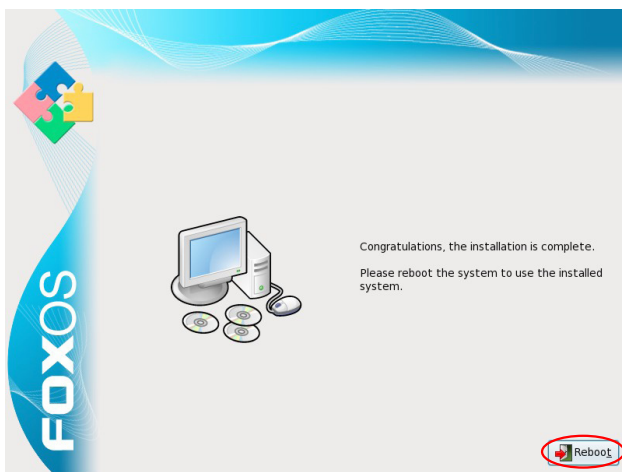 FOXOS
Congratulations, the installation is complete.
Please reboot the system to use the installed
system.
Reboot